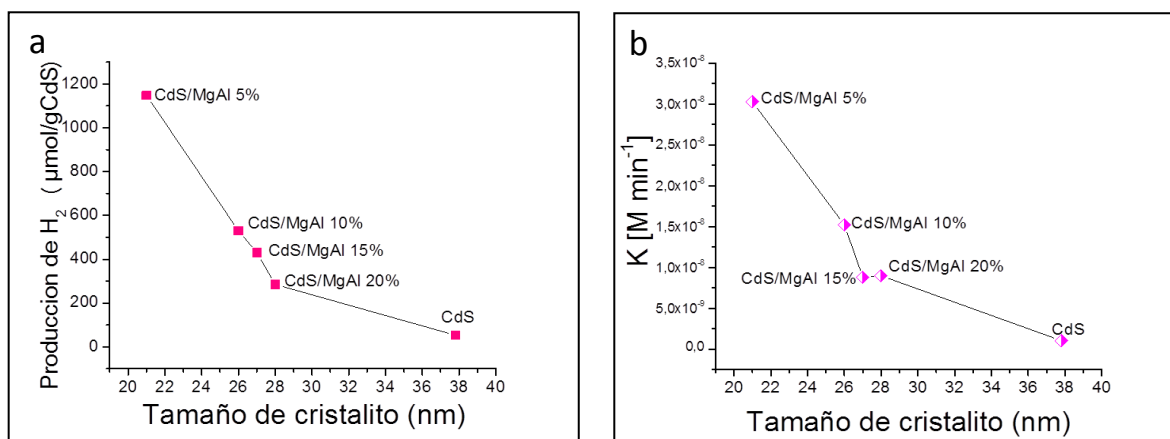 a
Produccion de H₂ ( μmol/gCdS)
1200
1000
800
600
400
200
0
CdS/MgAl 5%
CdS/MgAl 10%
CdS/MgAl 15%
CdS/MgAl 20%
CdS
20 22 24 26 28 30 32 34 36 38 40
Tamaño de cristalito (nm)
b
K [M min⁻¹]
3,5x10⁻⁸
3,0x10⁻⁸
2,5x10⁻⁸
2,0x10⁻⁸
1,5x10⁻⁸
1,0x10⁻⁸
5,0x10⁻⁹
0,0
CdS/MgAl 5%
CdS/MgAl 10%
CdS/MgAl 15%
CdS/MgAl 20%
CdS
20 22 24 26 28 30 32 34 36 38 40
Tamaño de cristalito (nm)